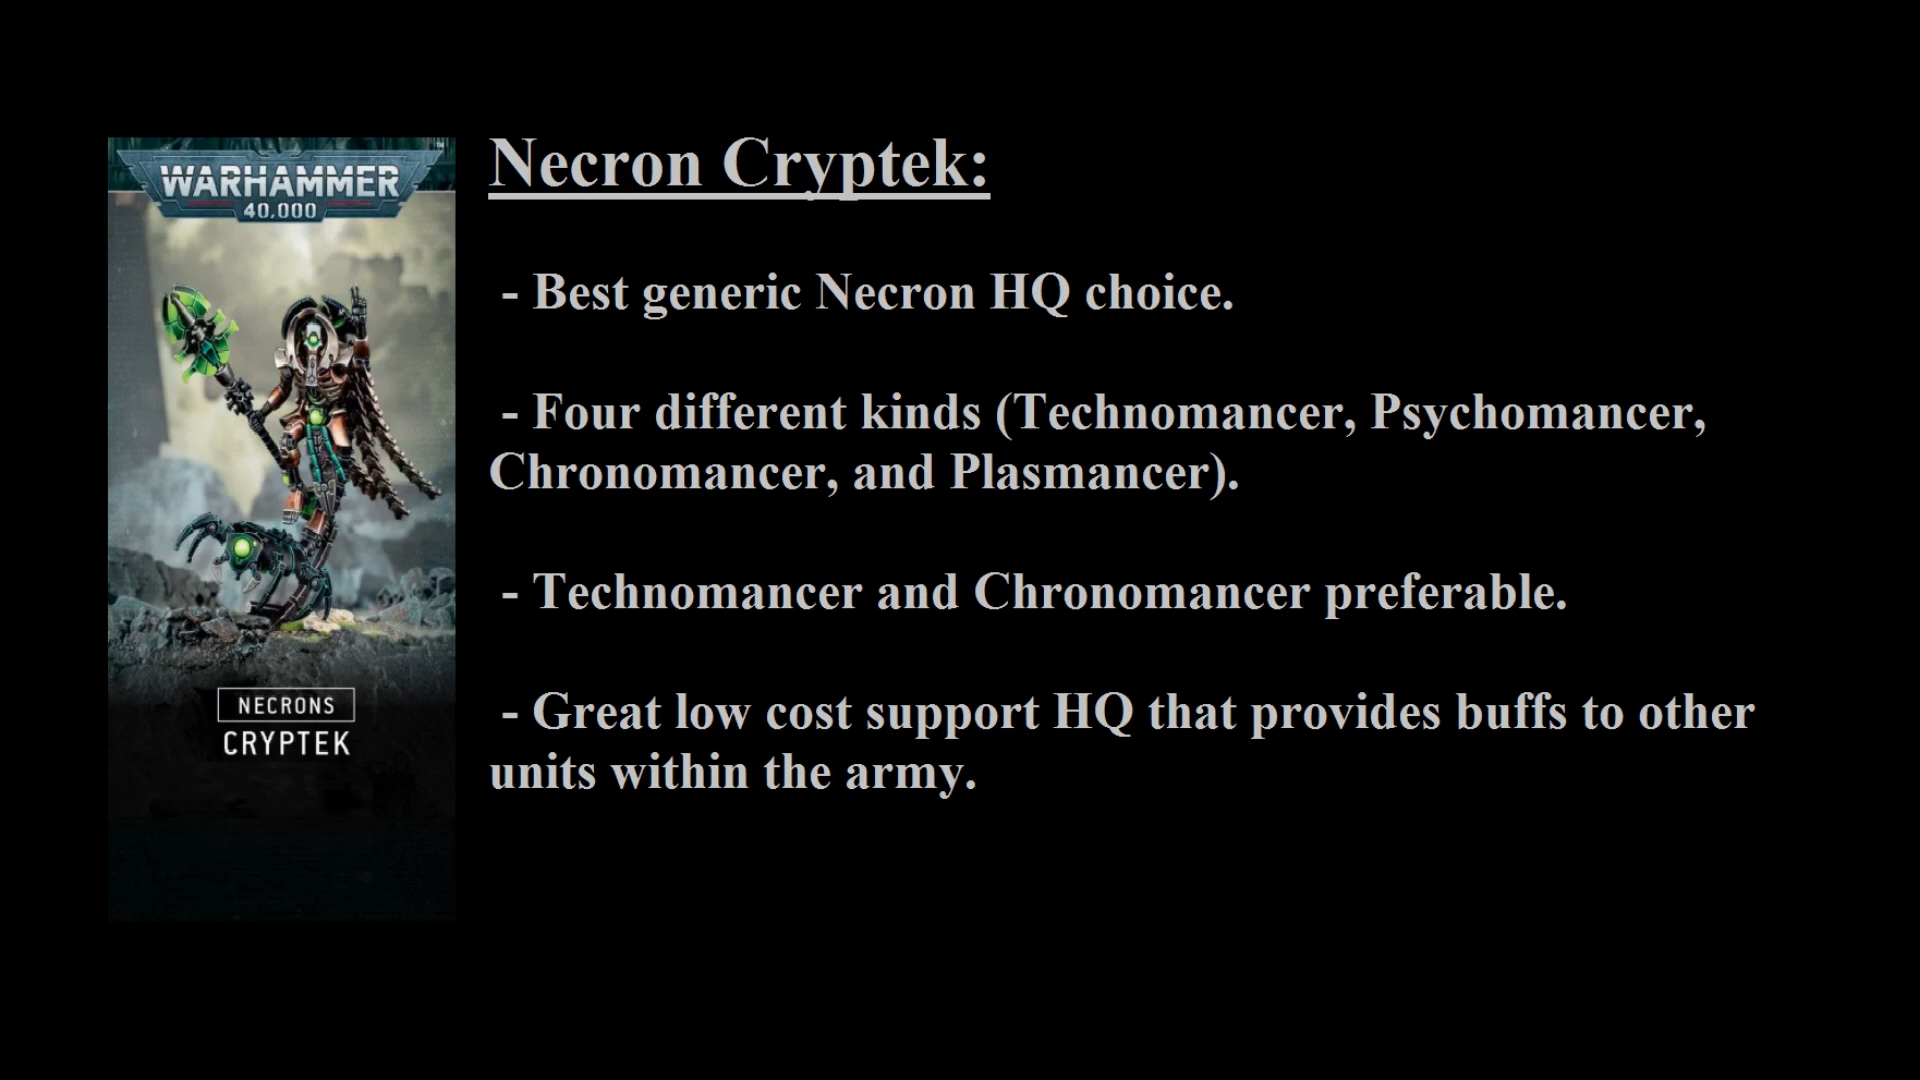 WARHAMMER
40,000
NECRONS
CRYPTEK
Necron Cryptek:
- Best generic Necron HQ choice.
- Four different kinds (Technomancer, Psychomancer,
Chronomancer, and Plasmancer).
- Technomancer and Chronomancer preferable.
- Great low cost support HQ that provides buffs to other
units within the army.